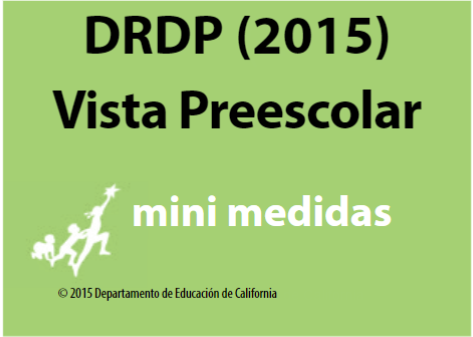 DRDP (2015)
Vista Preescolar
mini medidas
© 2015 Departamento de Educación de California